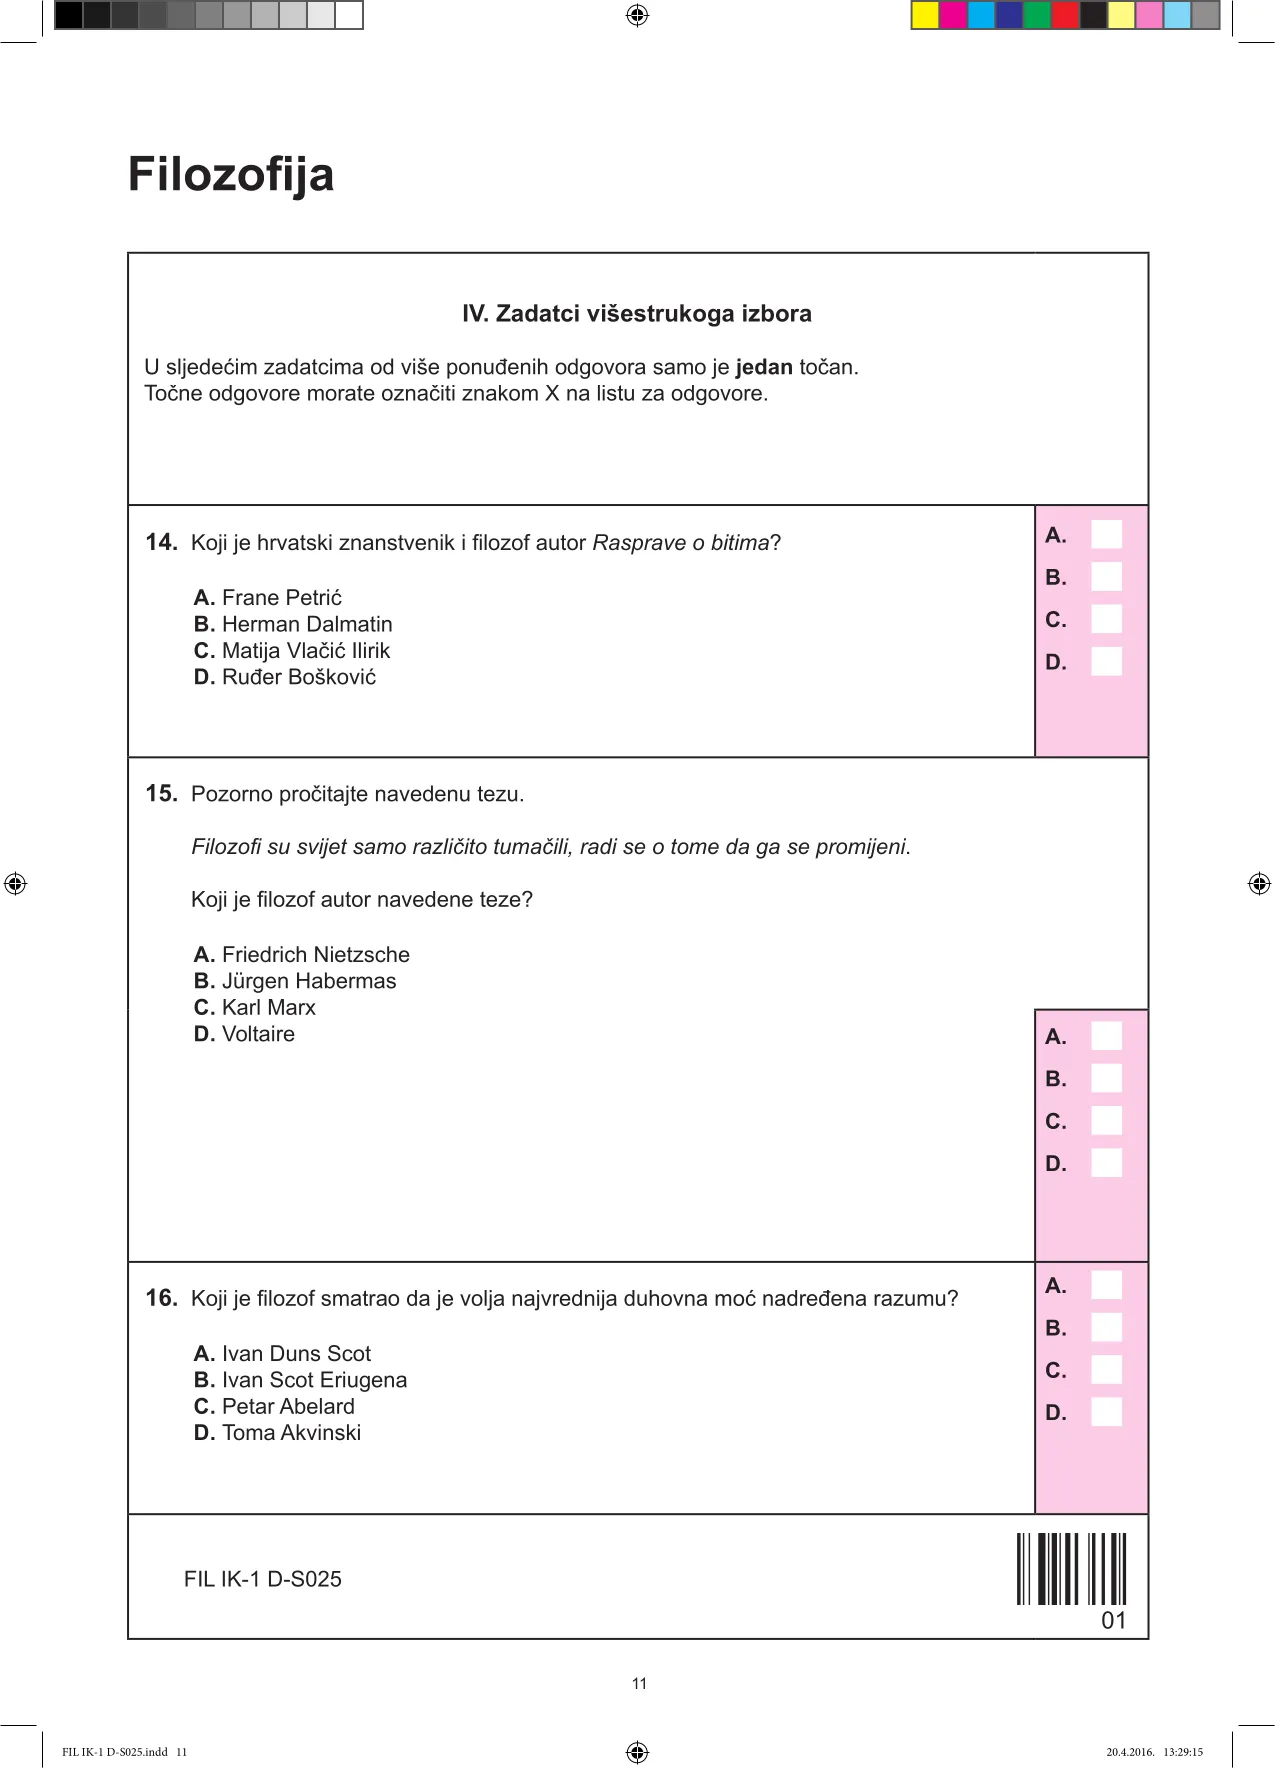 Filozofija
IV. Zadatci višestrukoga izbora
U sljedećim zadatcima od više ponuđenih odgovora samo je jedan točan.
Točne odgovore morate označiti znakom X na listu za odgovore.
14. Koji je hrvatski znanstvenik i filozof autor Rasprave o bitima?
A. Frane Petrić
B. Herman Dalmatin
C. Matija Vlačić Ilirik
D. Ruđer Bošković
A.
B.
C.
D.
15. Pozorno pročitajte navedenu tezu.
Filozofi su svijet samo različito tumačili, radi se o tome da ga se promijeni.
Koji je filozof autor navedene teze?
A. Friedrich Nietzsche
B. Jürgen Habermas
C. Karl Marx
D. Voltaire
A.
B.
C.
D.
16. Koji je filozof smatrao da je volja najvrednija duhovna moć nadređena razumu?
A. Ivan Duns Scot
B. Ivan Scot Eriugena
C. Petar Abelard
D. Toma Akvinski
A.
B.
C.
D.
FIL IK-1 D-S025
01
11
FIL IK-1 D-S025.indd 11
20.4.2016. 13:29:15